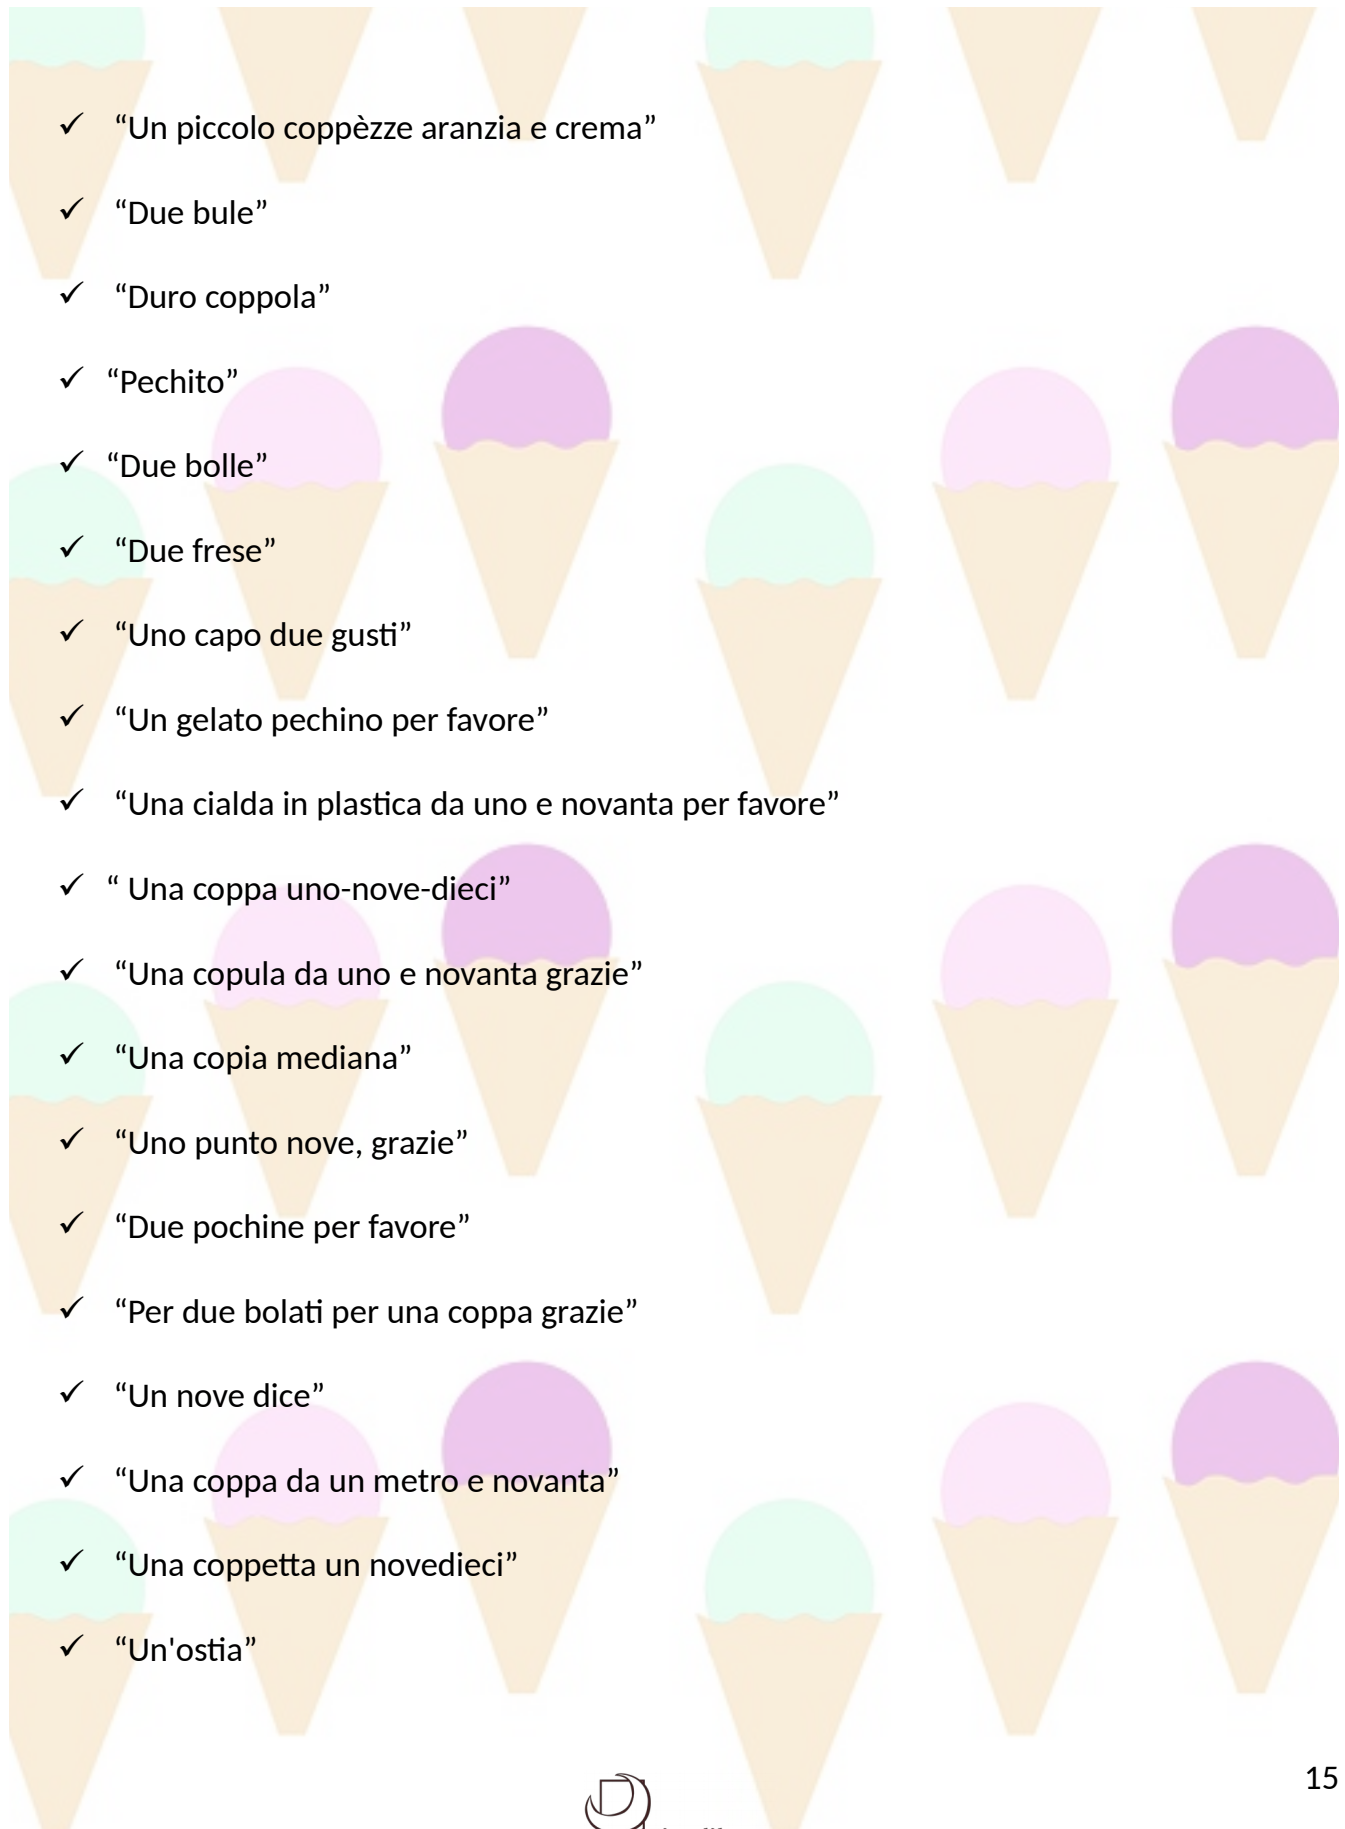 ✓ “Un piccolo coppèzze aranzia e crema”
✓ “Due bule”
✓ “Duro coppola”
✓ “Pechito”
✓ “Due bolle”
✓ “Due frese”
✓ “Uno capo due gusti”
✓ “Un gelato pechino per favore”
✓ “Una cialda in plastica da uno e novanta per favore”
✓ “ Una coppa uno-nove-dieci”
✓ “Una copula da uno e novanta grazie”
✓ “Una copia mediana”
✓ “Uno punto nove, grazie”
✓ “Due pochine per favore”
✓ “Per due bolati per una coppa grazie”
✓ “Un nove dice”
✓ “Una coppa da un metro e novanta”
✓ “Una coppetta un novedieci”
✓ “Un'ostia”
15